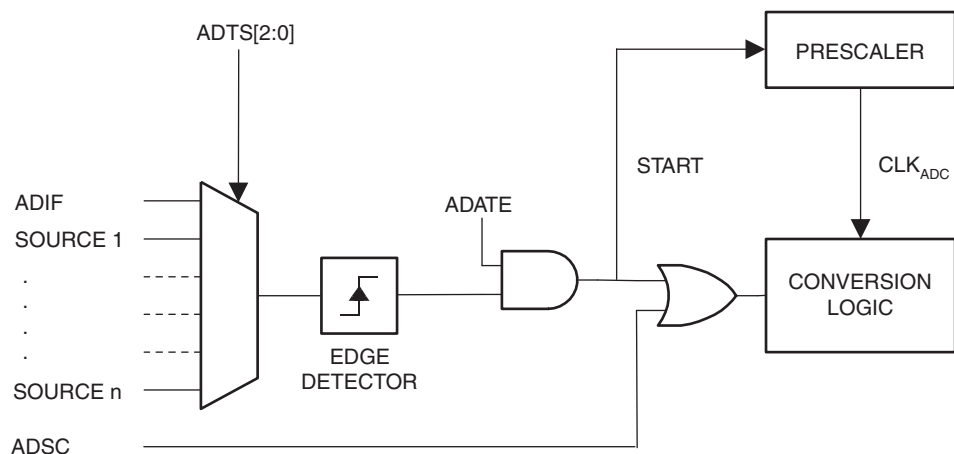 ADTS[2:0]
PRESCALER
START
CLKADC
ADIF
SOURCE 1
.
.
.
.
SOURCE n
ADATE
CONVERSION
LOGIC
EDGE
DETECTOR
ADSC